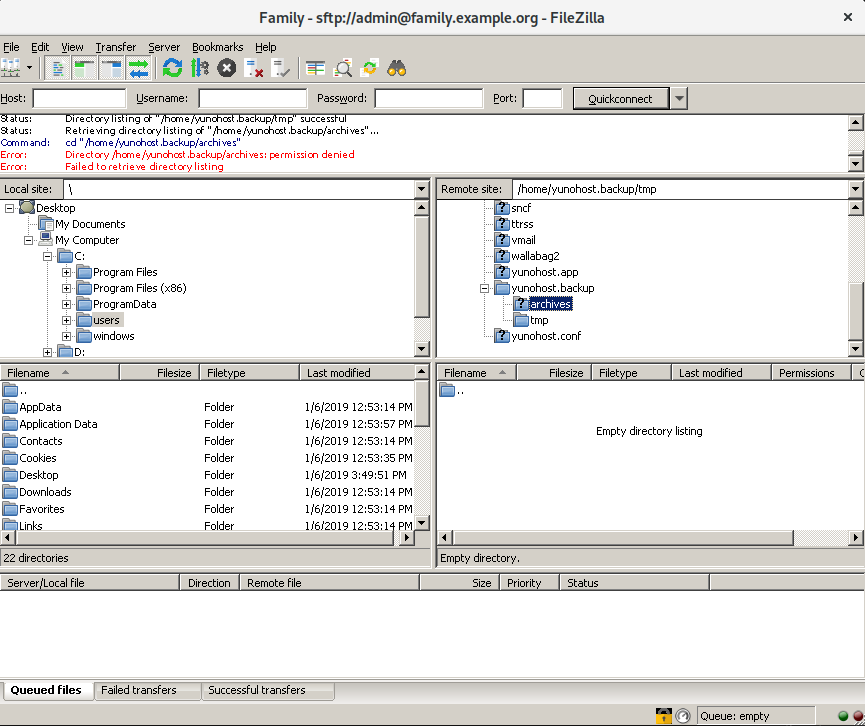 Family - sftp://admin@family.example.org - FileZilla
File Edit View Transfer Server Bookmarks Help
Host: Username: Password: Port: Quickconnect
Status: Directory listing of "/home/yunohost.backup/tmp" successful
Status: Retrieving directory listing of "/home/yunohost.backup/archives"...
Command: cd "/home/yunohost.backup/archives"
Error: Directory /home/yunohost.backup/archives: permission denied
Error: Failed to retrieve directory listing
Local site: \
Desktop
My Documents
My Computer
C:
Program Files
Program Files (x86)
ProgramData
users
windows
D:
Remote site: /home/yunohost.backup/tmp
sncf
ttrss
vmail
wallabag2
yunohost.app
yunohost.backup
archives
tmp
yunohost.conf
Filename Filesize Filetype Last modified
..
AppData Folder 1/6/2019 12:53:14 PM
Application Data Folder 1/6/2019 12:53:57 PM
Contacts Folder 1/6/2019 12:53:14 PM
Cookies Folder 1/6/2019 12:53:35 PM
Desktop Folder 1/6/2019 3:49:51 PM
Downloads Folder 1/6/2019 12:53:14 PM
Favorites Folder 1/6/2019 12:53:14 PM
Links Folder 1/6/2019 12:53:14 PM
22 directories
Filename Filesize Filetype Last modified Permissions
..
Empty directory listing
Empty directory.
Server/Local file Direction Remote file Size Priority Status
Queued files Failed transfers Successful transfers
Queue: empty